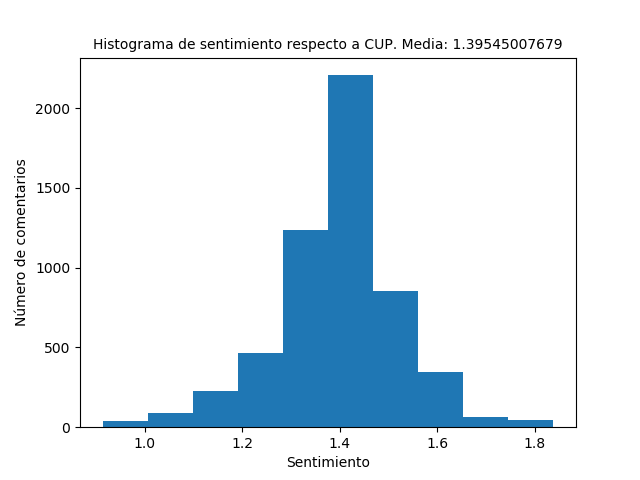 Histograma de sentimiento respecto a CUP. Media: 1.39545007679
2000
1500
1000
500
0
Número de comentarios
1.0 1.2 1.4 1.6 1.8
Sentimiento